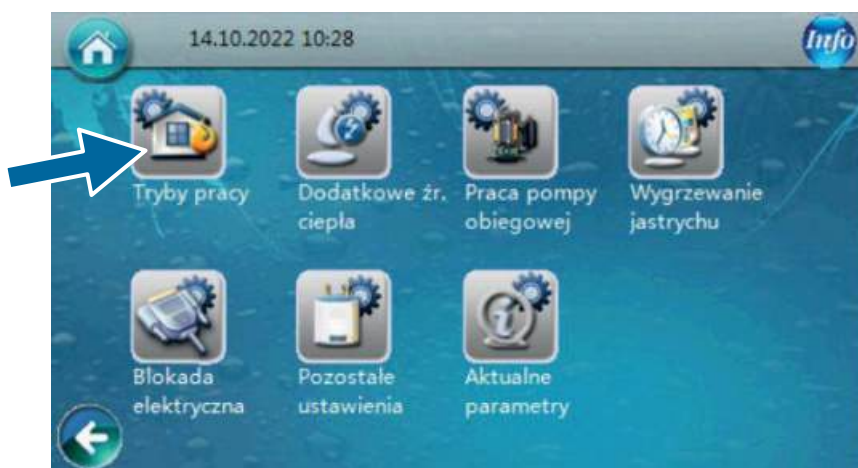 14.10.2022 10:28
Info
Tryby pracy
Dodatkowe źr.
ciepła
Praca pompy
obiegowej
Wygrzewanie
jastrychu
Blokada
elektryczna
Pozostałe
ustawienia
Aktualne
parametry